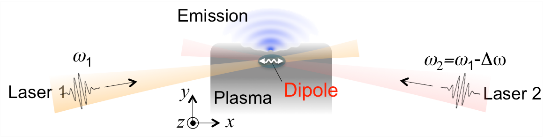 Emission
ω₁
ω₂=ω₁-Δω
Laser 1
Laser 2
y
Plasma
Dipole
z
x